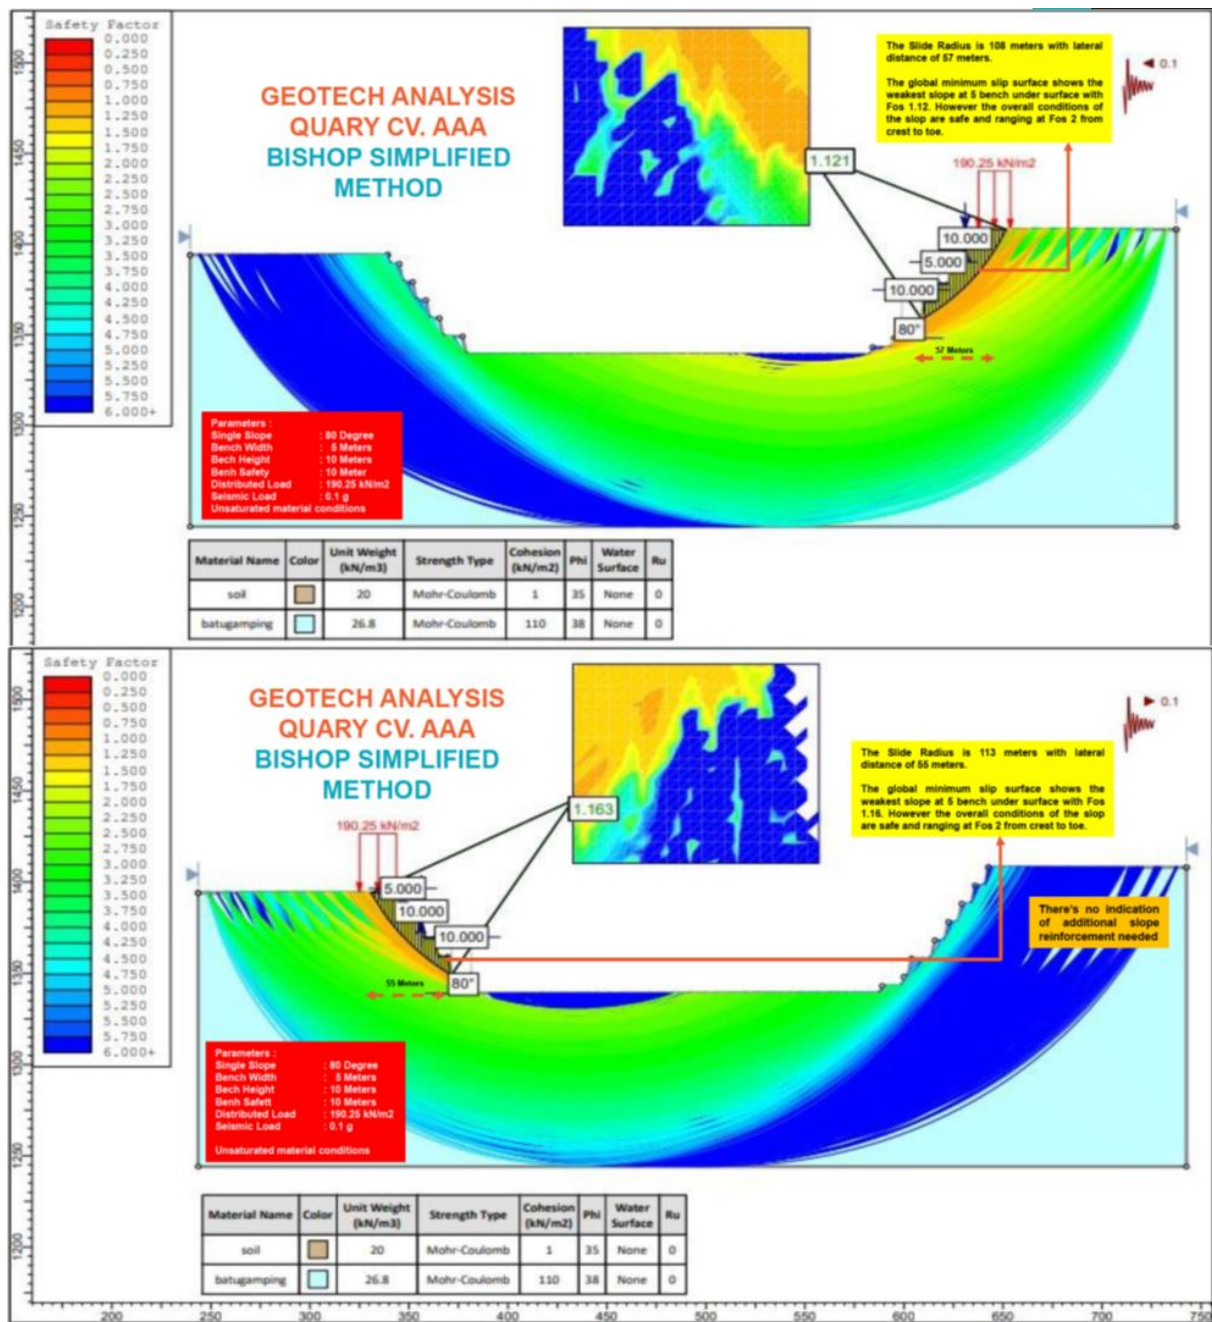 Safety Factor
0.000
0.250
0.500
0.750
1.000
1.250
1.500
1.750
2.000
2.250
2.500
2.750
3.000
3.250
3.500
3.750
4.000
4.250
4.500
4.750
5.000
5.250
5.500
5.750
6.000+
1500
1450
1400
1350
1300
1250
1200
GEOTECH ANALYSIS
QUARY CV. AAA
BISHOP SIMPLIFIED
METHOD
The Slide Radius is 108 meters with lateral
distance of 57 meters.
The global minimum slip surface shows the
weakest slope at 5 bench under surface with
Fos 1.12. However the overall conditions of
the slop are safe and ranging at Fos 2 from
crest to toe.
0.1
1.121
190.25 kN/m2
10.000
5.000
10.000
80°
57 Meters
Parameters :
Single Slope : 80 Degree
Bench Width : 5 Meters
Bech Height : 10 Meters
Benh Safety : 10 Meter
Distributed Load : 190.25 kN/m2
Seismic Load : 0.1 g
Unsaturated material conditions
Material Name Color Unit Weight (kN/m3) Strength Type Cohesion (kN/m2) Phi Water Surface Ru
soil 20 Mohr-Coulomb 1 35 None 0
batugamping 26.8 Mohr-Coulomb 110 38 None 0
Safety Factor
0.000
0.250
0.500
0.750
1.000
1.250
1.500
1.750
2.000
2.250
2.500
2.750
3.000
3.250
3.500
3.750
4.000
4.250
4.500
4.750
5.000
5.250
5.500
5.750
6.000+
1500
1450
1400
1350
1300
1250
1200
GEOTECH ANALYSIS
QUARY CV. AAA
BISHOP SIMPLIFIED
METHOD
0.1
The Slide Radius is 113 meters with lateral
distance of 55 meters.
The global minimum slip surface shows the
weakest slope at 5 bench under surface with Fos
1.16. However the overall conditions of the slop
are safe and ranging at Fos 2 from crest to toe.
1.163
190.25 kN/m2
5.000
10.000
10.000
80°
55 Meters
There's no indication
of additional slope
reinforcement needed
Parameters :
Single Slope : 80 Degree
Bench Width : 5 Meters
Bech Height : 10 Meters
Benh Safett : 10 Meters
Distributed Load : 190.25 kN/m2
Seismic Load : 0.1 g
Unsaturated material conditions
Material Name Color Unit Weight (kN/m3) Strength Type Cohesion (kN/m2) Phi Water Surface Ru
soil 20 Mohr-Coulomb 1 35 None 0
batugamping 26.8 Mohr-Coulomb 110 38 None 0
200 250 300 350 400 450 500 550 600 650 700 750